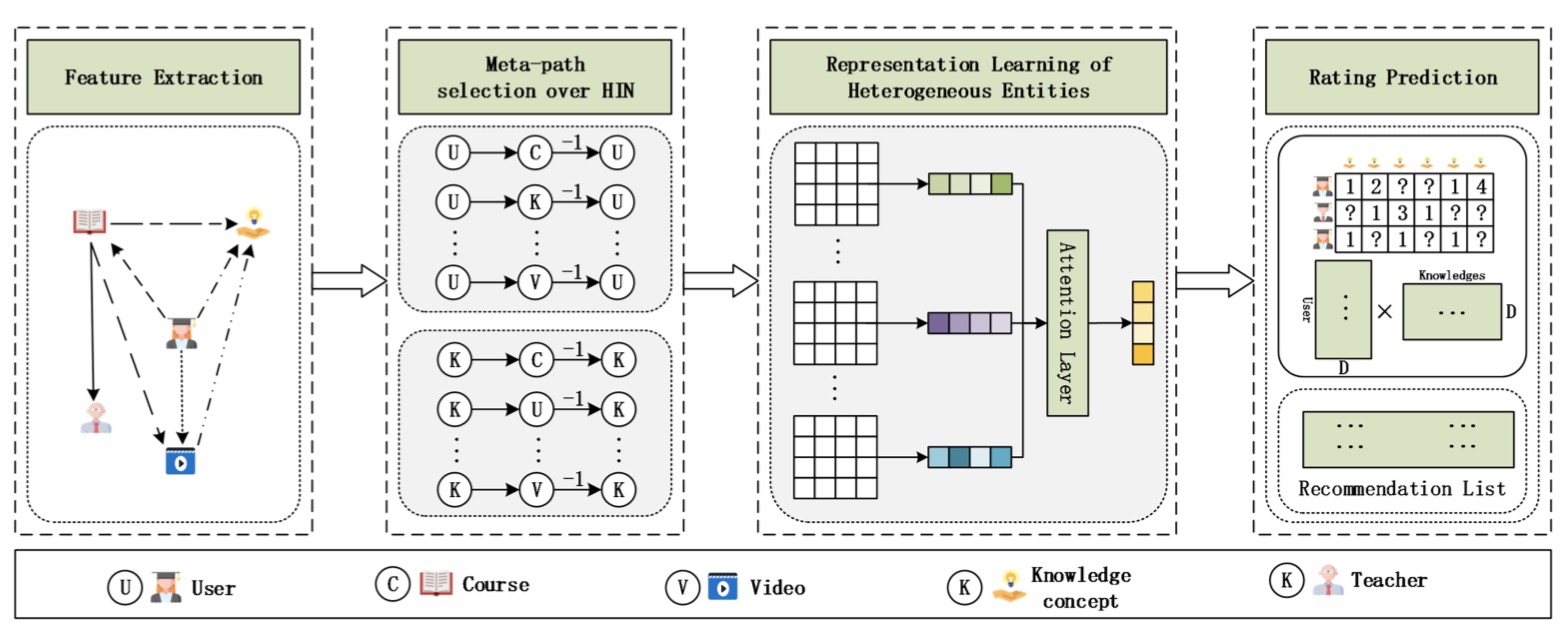 Feature Extraction
Meta-path
selection over HIN
Representation Learning of
Heterogeneous Entities
Rating Prediction
U C -1 U
U K -1 U
U V -1 U
K C -1 K
K U -1 K
K V -1 K
Attention Layer
1 2 ? ? 1 4
? 1 3 1 ? ?
1 ? 1 ? 1 ?
Knowledges
User
×
D
D
Recommendation List
U User
C Course
V Video
K Knowledge
concept
K Teacher